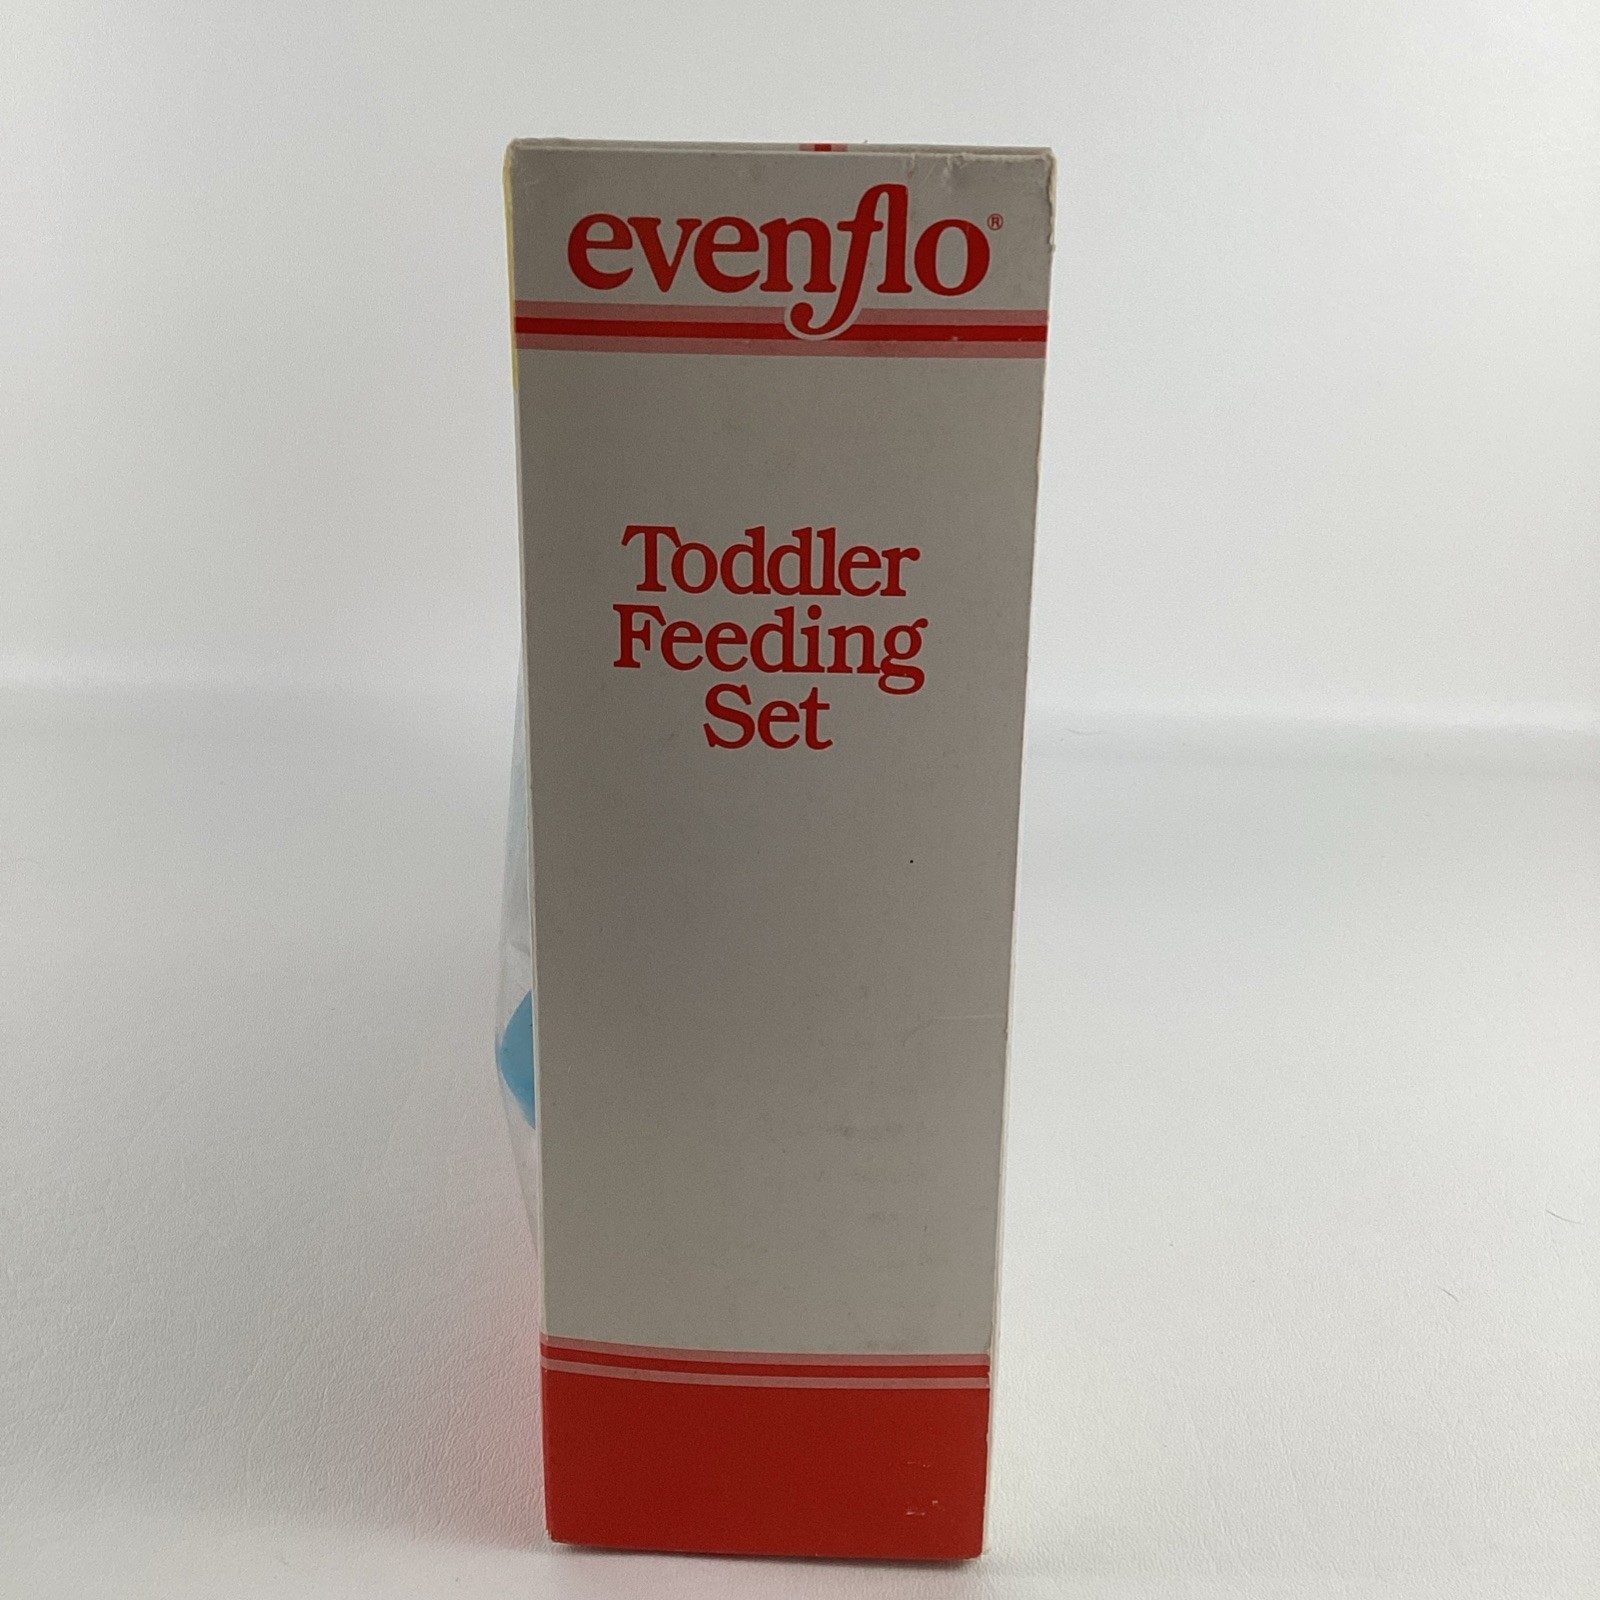 evenflo®
Toddler
Feeding
Set